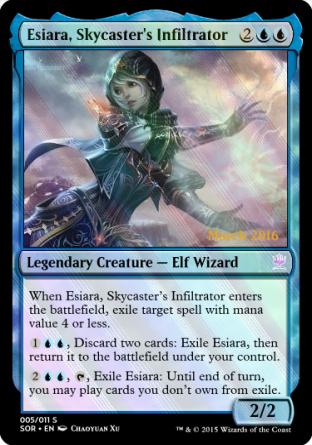 Esiara, Skycaster's Infiltrator 2
March 2016
Legendary Creature — Elf Wizard
When Esiara, Skycaster's Infiltrator enters
the battlefield, exile target spell with mana
value 4 or less.
1, Discard two cards: Exile Esiara, then
return it to the battlefield under your control.
2, Exile Esiara: Until end of turn,
you may play cards you don't own from exile.
2/2
005/011 S
SOR • EN Chaoyuan Xu
™ & © 2015 Wizards of the Coast